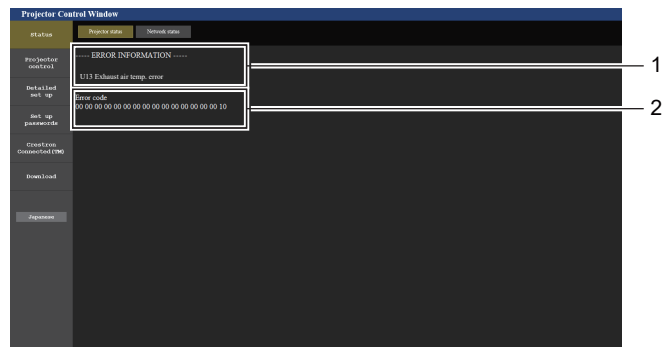 Projector Control Window
Status
Projector status
Network status
Projector
control
Detailed
set up
Set up
passwords
Crestron
Connected(TM)
Download
Japanese
----- ERROR INFORMATION -----
U13 Exhaust air temp. error
Error code
00 00 00 00 00 00 00 00 00 00 00 00 00 00 00 10
1
2